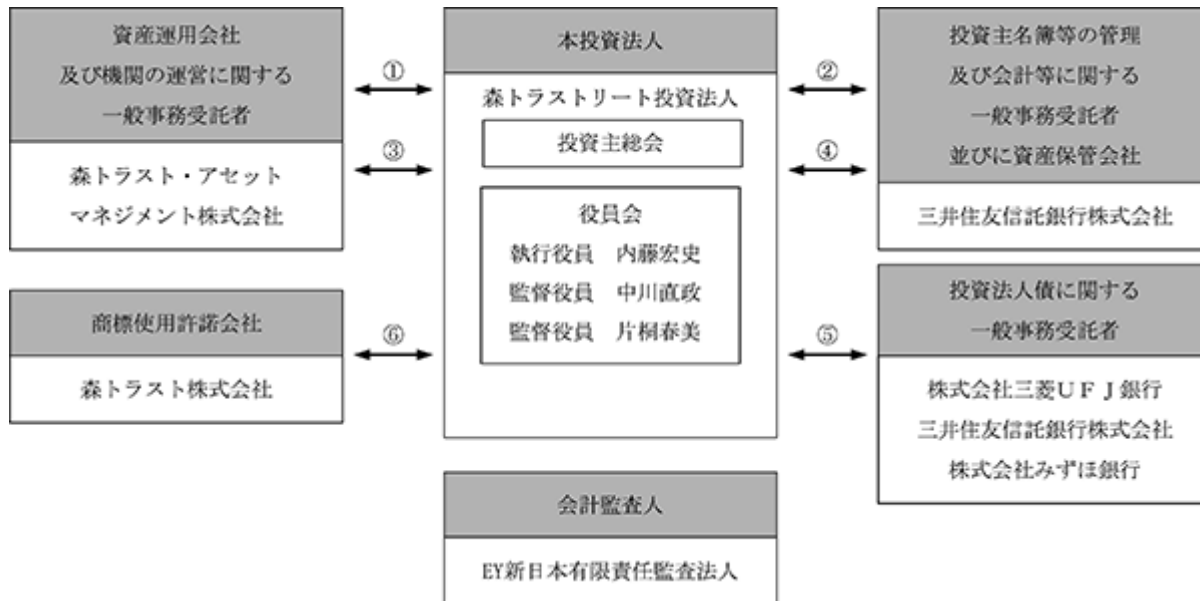 資産運用会社
及び機関の運営に関する
一般事務受託者
森トラスト・アセット
マネジメント株式会社
①
③
本投資法人
森トラストリート投資法人
投資主総会
役員会
執行役員　内藤宏史
監督役員　中川直政
監督役員　片桐春美
②
④
投資主名簿等の管理
及び会計等に関する
一般事務受託者
並びに資産保管会社
三井住友信託銀行株式会社
商標使用許諾会社
森トラスト株式会社
⑥
⑤
投資法人債に関する
一般事務受託者
株式会社三菱ＵＦＪ銀行
三井住友信託銀行株式会社
株式会社みずほ銀行
会計監査人
EY新日本有限責任監査法人